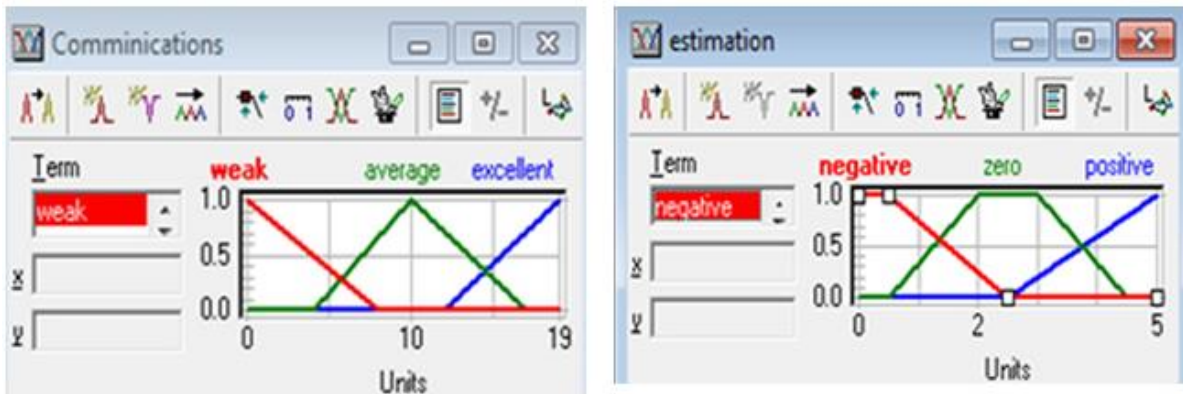 Comminications
Term
weak
weak average excellent
1.0
0.5
0.0
x
y
0 10 19
Units
estimation
Term
negative
negative zero positive
1.0
0.5
0.0
x
y
0 2 5
Units